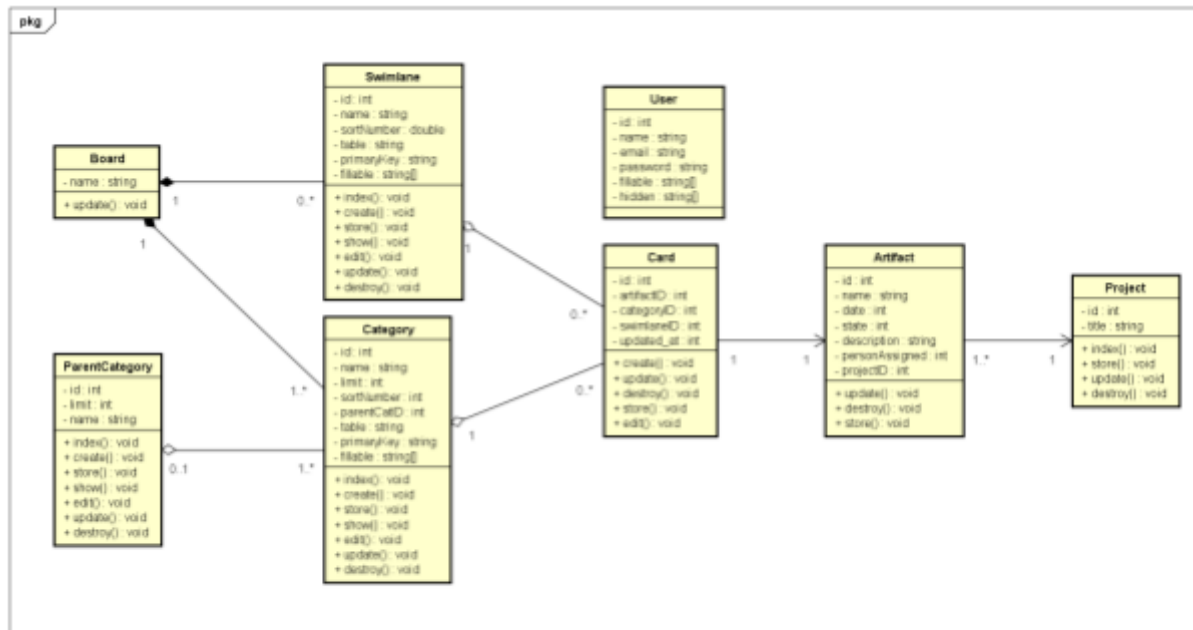 pkg
Swimlane
- id : int
- name : string
- sortNumber : double
- table : string
- primaryKey : string
- fillable : string[]
+ index() : void
+ create() : void
+ store() : void
+ show() : void
+ edit() : void
+ update() : void
+ destroy() : void
User
- id : int
- name : string
- email : string
- password : string
- fillable : string[]
- hidden : string[]
Board
- name : string
+ update() : void
1
0..*
1
1
0..*
1..*
Card
- id : int
- artifactID : int
- categoryID : int
- swimlaneID : int
- updated_at : int
+ create() : void
+ update() : void
+ destroy() : void
+ store() : void
+ edit() : void
1
1
Artifact
- id : int
- name : string
- date : int
- state : int
- description : string
- personAssigned : int
- projectID : int
+ update() : void
+ destroy() : void
+ store() : void
1..*
1
Project
- id : int
- title : string
+ index() : void
+ store() : void
+ update() : void
+ destroy() : void
Category
- id : int
- name : string
- limit : int
- sortNumber : int
- parentCatID : int
- table : string
- primaryKey : string
- fillable : string[]
+ index() : void
+ create() : void
+ store() : void
+ show() : void
+ edit() : void
+ update() : void
+ destroy() : void
0..*
1
ParentCategory
- id : int
- limit : int
- name : string
+ index() : void
+ create() : void
+ store() : void
+ show() : void
+ edit() : void
+ update() : void
+ destroy() : void
0..1
1..*